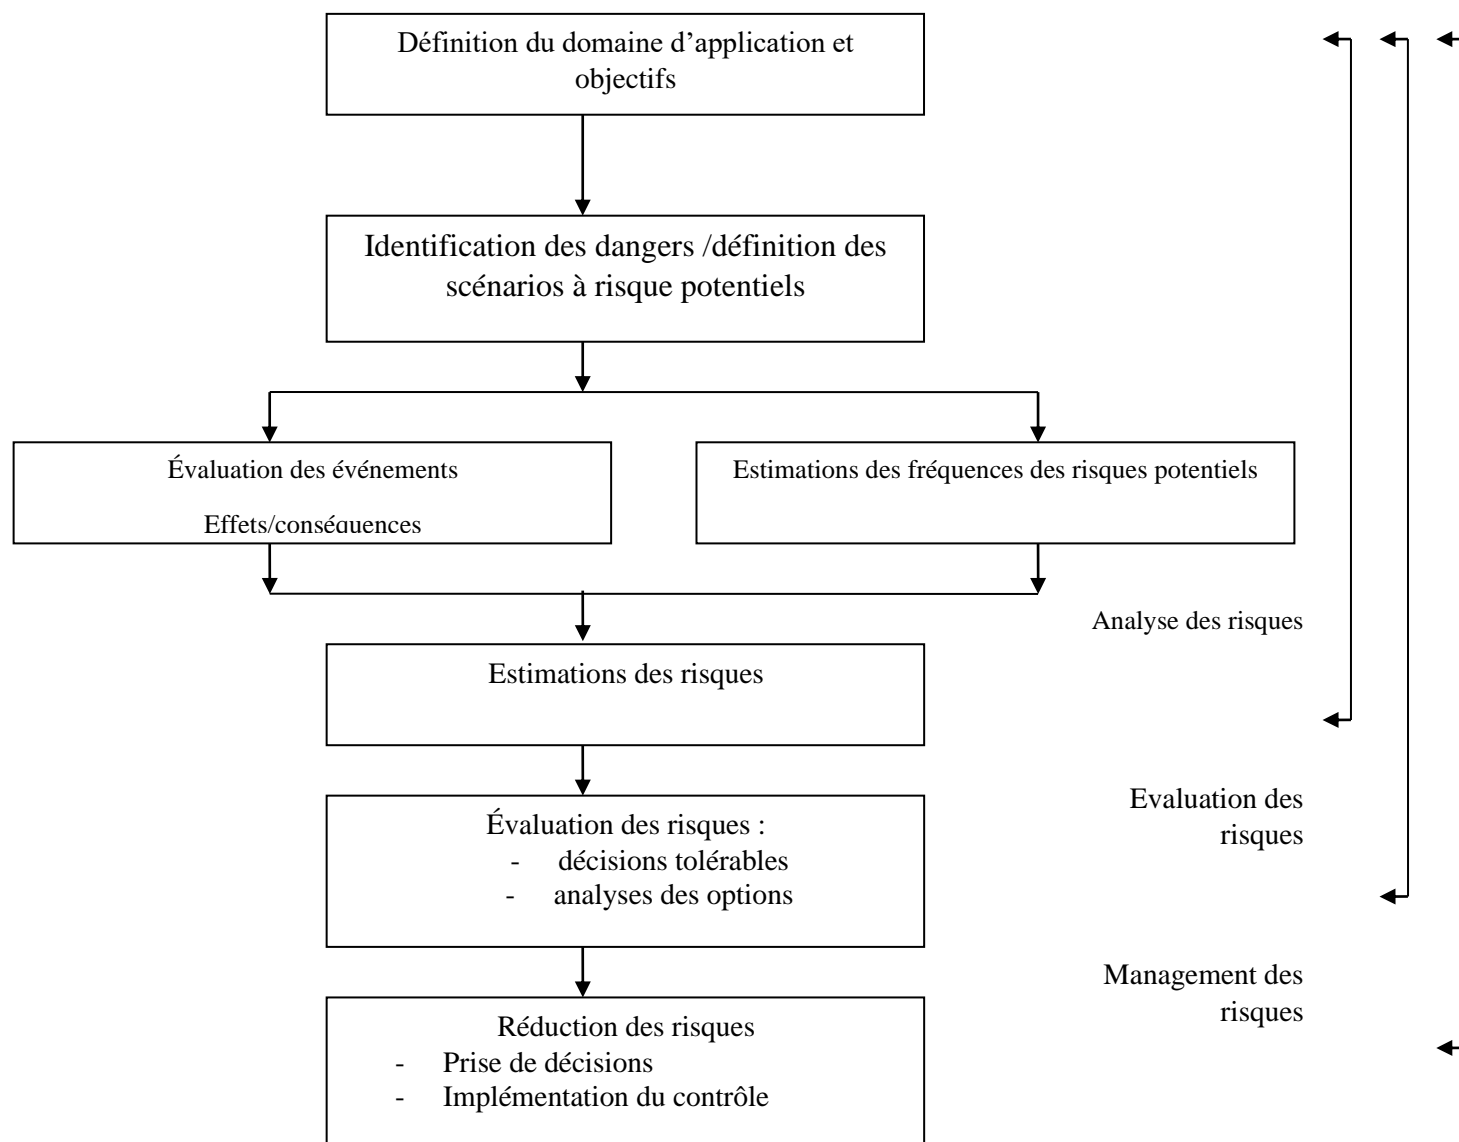 Définition du domaine d’application et
objectifs
Identification des dangers /définition des
scénarios à risque potentiels
Évaluation des événements
Effets/conséquences
Estimations des fréquences des risques potentiels
Analyse des risques
Estimations des risques
Evaluation des
risques
Évaluation des risques :
- décisions tolérables
- analyses des options
Management des
risques
Réduction des risques
- Prise de décisions
- Implémentation du contrôle